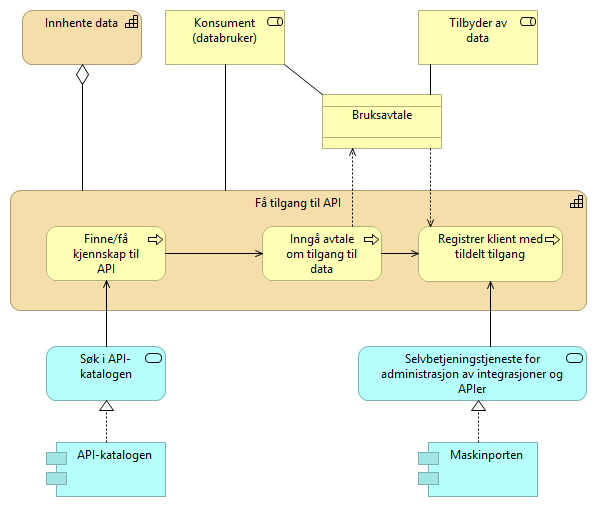 Innhente data
Konsument
(databruker)
Tilbyder av
data
Bruksavtale
Få tilgang til API
Finne/få
kjennskap til
API
Inngå avtale
om tilgang til
data
Registrer klient med
tildelt tilgang
Søk i API-
katalogen
Selvbetjeningstjeneste for
administrasjon av integrasjoner og
APIer
API-katalogen
Maskinporten